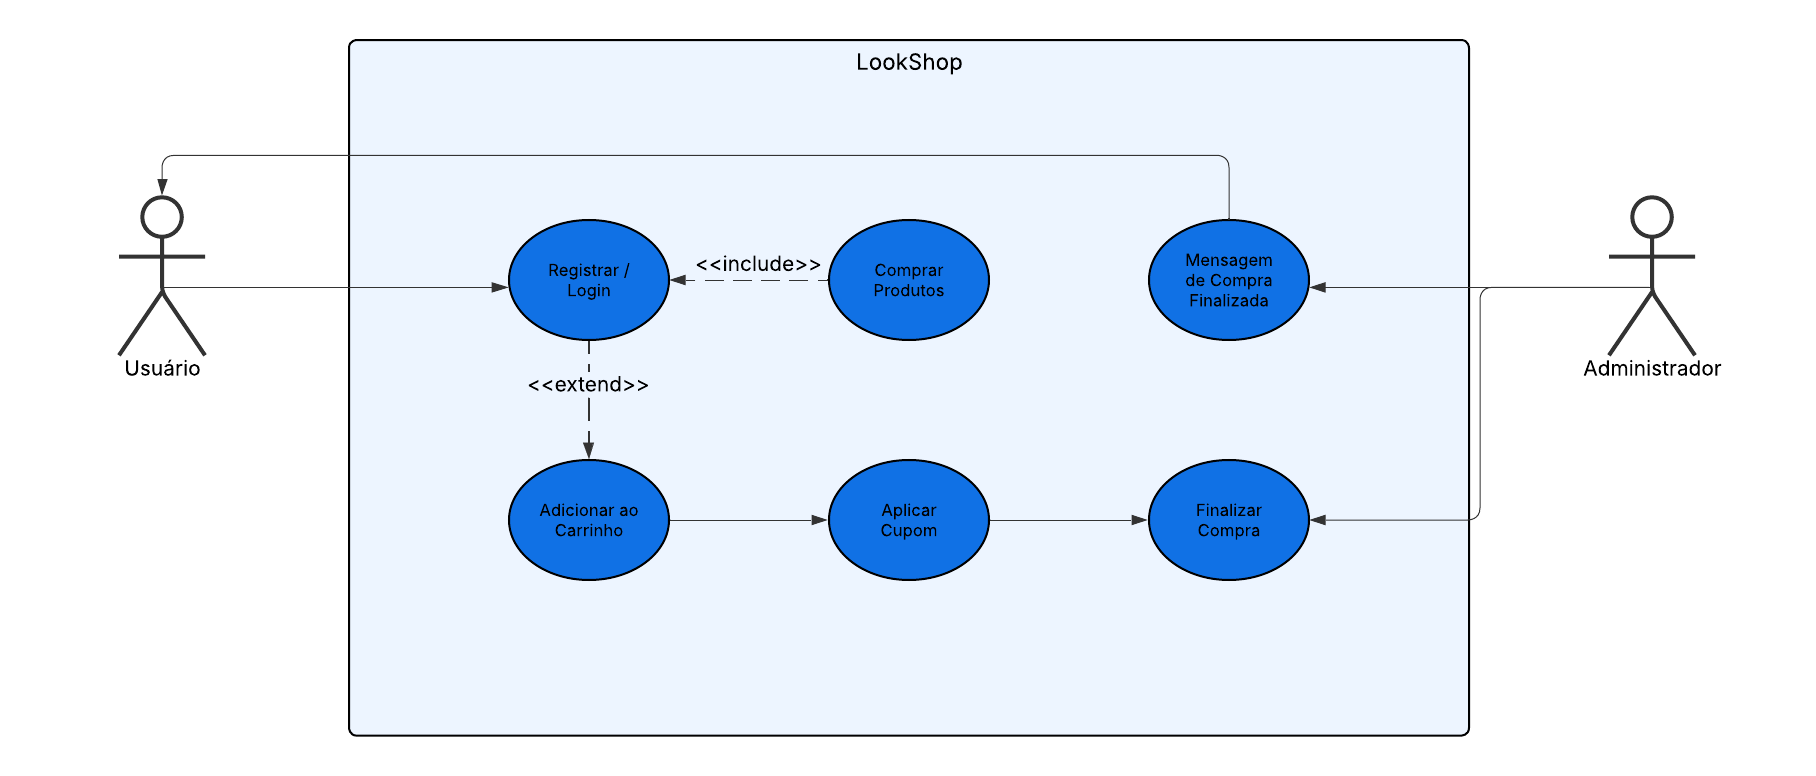 LookShop
Registrar /
Login
<<include>>
Comprar
Produtos
Mensagem
de Compra
Finalizada
Usuário
Administrador
<<extend>>
Adicionar ao
Carrinho
Aplicar
Cupom
Finalizar
Compra